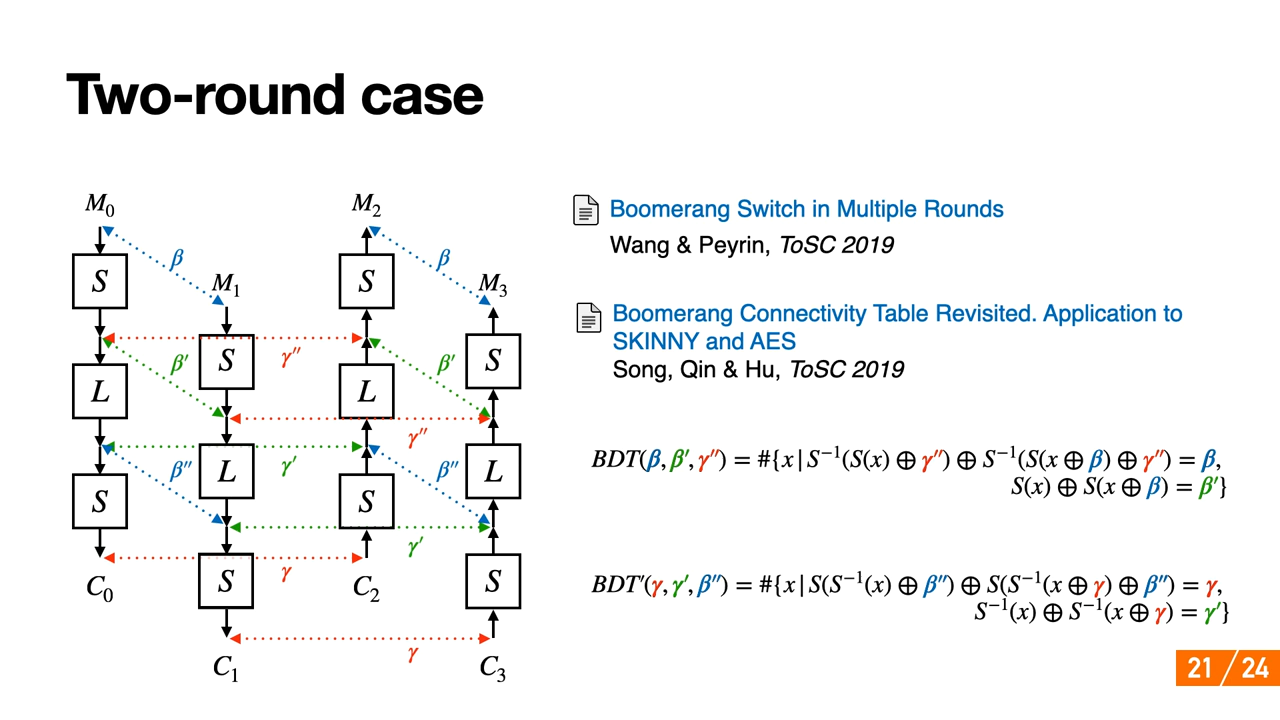 Two-round case
M₀
M₂
β
β
M₁
M₃
S
S
S
S
γ″
β′
β′
L
L
γ″
γ′
β″
β″
L
L
S
S
γ′
γ
C₀
C₂
S
S
γ
C₁
C₃
Boomerang Switch in Multiple Rounds
Wang & Peyrin, ToSC 2019
Boomerang Connectivity Table Revisited. Application to
SKINNY and AES
Song, Qin & Hu, ToSC 2019
BDT(β, β′, γ″) = #{x | S⁻¹(S(x) ⊕ γ″) ⊕ S⁻¹(S(x ⊕ β) ⊕ γ″) = β,
S(x) ⊕ S(x ⊕ β) = β′}
BDT′(γ, γ′, β″) = #{x | S(S⁻¹(x) ⊕ β″) ⊕ S(S⁻¹(x ⊕ γ) ⊕ β″) = γ,
S⁻¹(x) ⊕ S⁻¹(x ⊕ γ) = γ′}
21 / 24